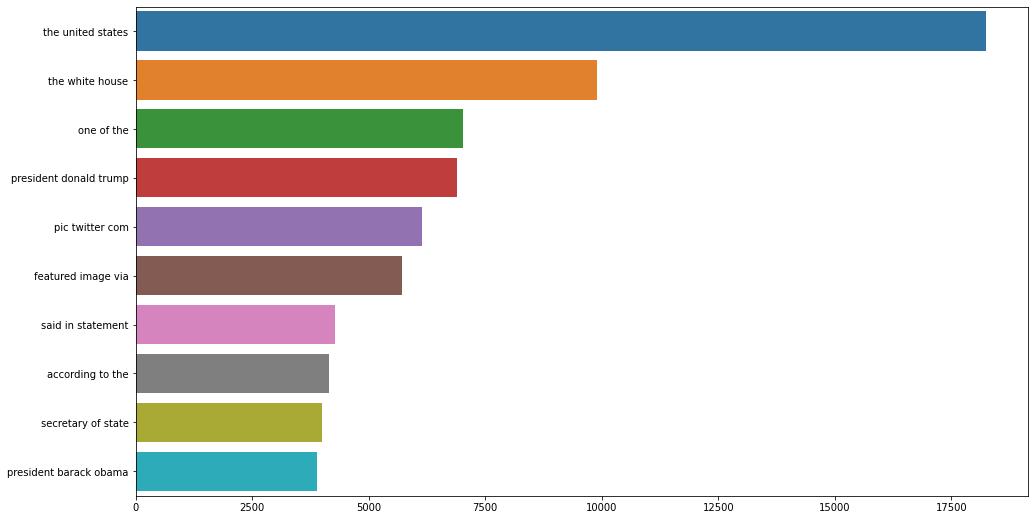 the united states
the white house
one of the
president donald trump
pic twitter com
featured image via
said in statement
according to the
secretary of state
president barack obama
0 2500 5000 7500 10000 12500 15000 17500